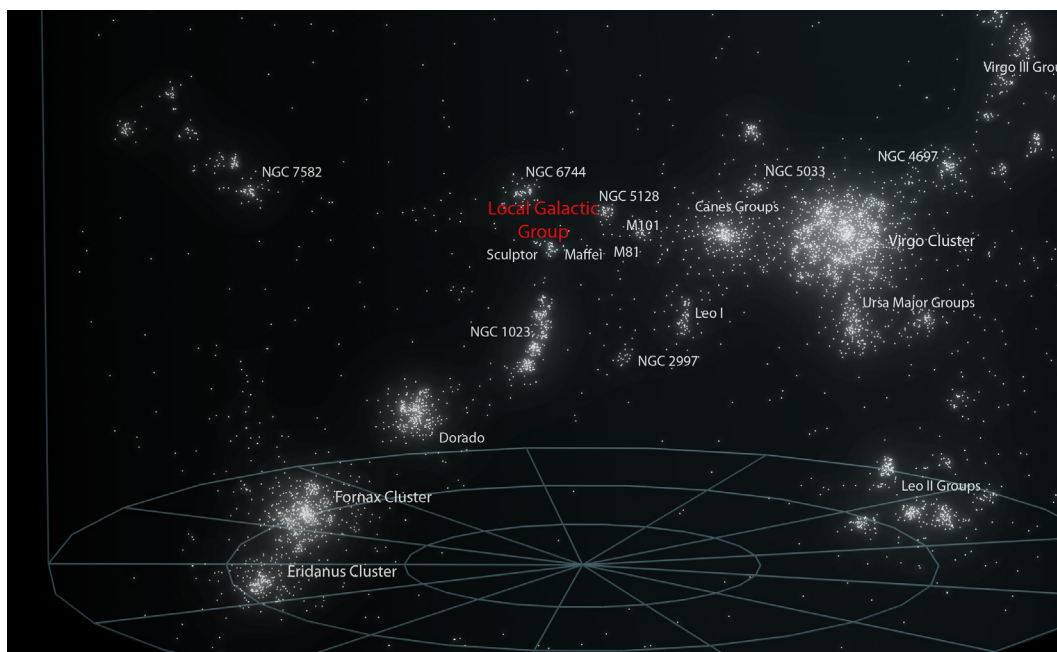 Virgo III Grou
NGC 7582
NGC 6744
NGC 5033
NGC 4697
NGC 5128
Local Galactic
Group
Canes Groups
M101
Virgo Cluster
Sculptor
Maffei
M81
Ursa Major Groups
NGC 1023
Leo I
NGC 2997
Dorado
Leo II Groups
Fornax Cluster
Eridanus Cluster